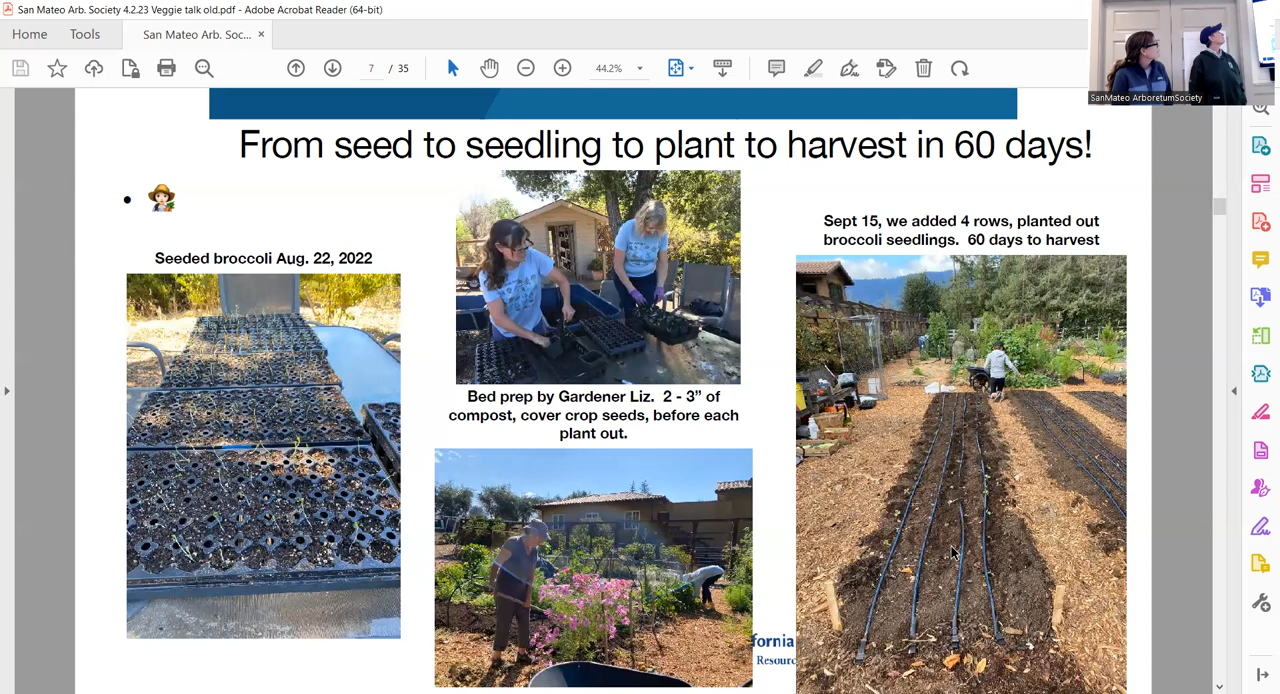 San Mateo Arb. Society 4.2.23 Veggie talk old.pdf - Adobe Acrobat Reader (64-bit)
Home
Tools
San Mateo Arb. Soc...
7 / 35
44.2%
SanMateo ArboretumSociety
From seed to seedling to plant to harvest in 60 days!
Seeded broccoli Aug. 22, 2022
Bed prep by Gardener Liz. 2 - 3” of
compost, cover crop seeds, before each
plant out.
Sept 15, we added 4 rows, planted out
broccoli seedlings. 60 days to harvest
fornia
Resourc